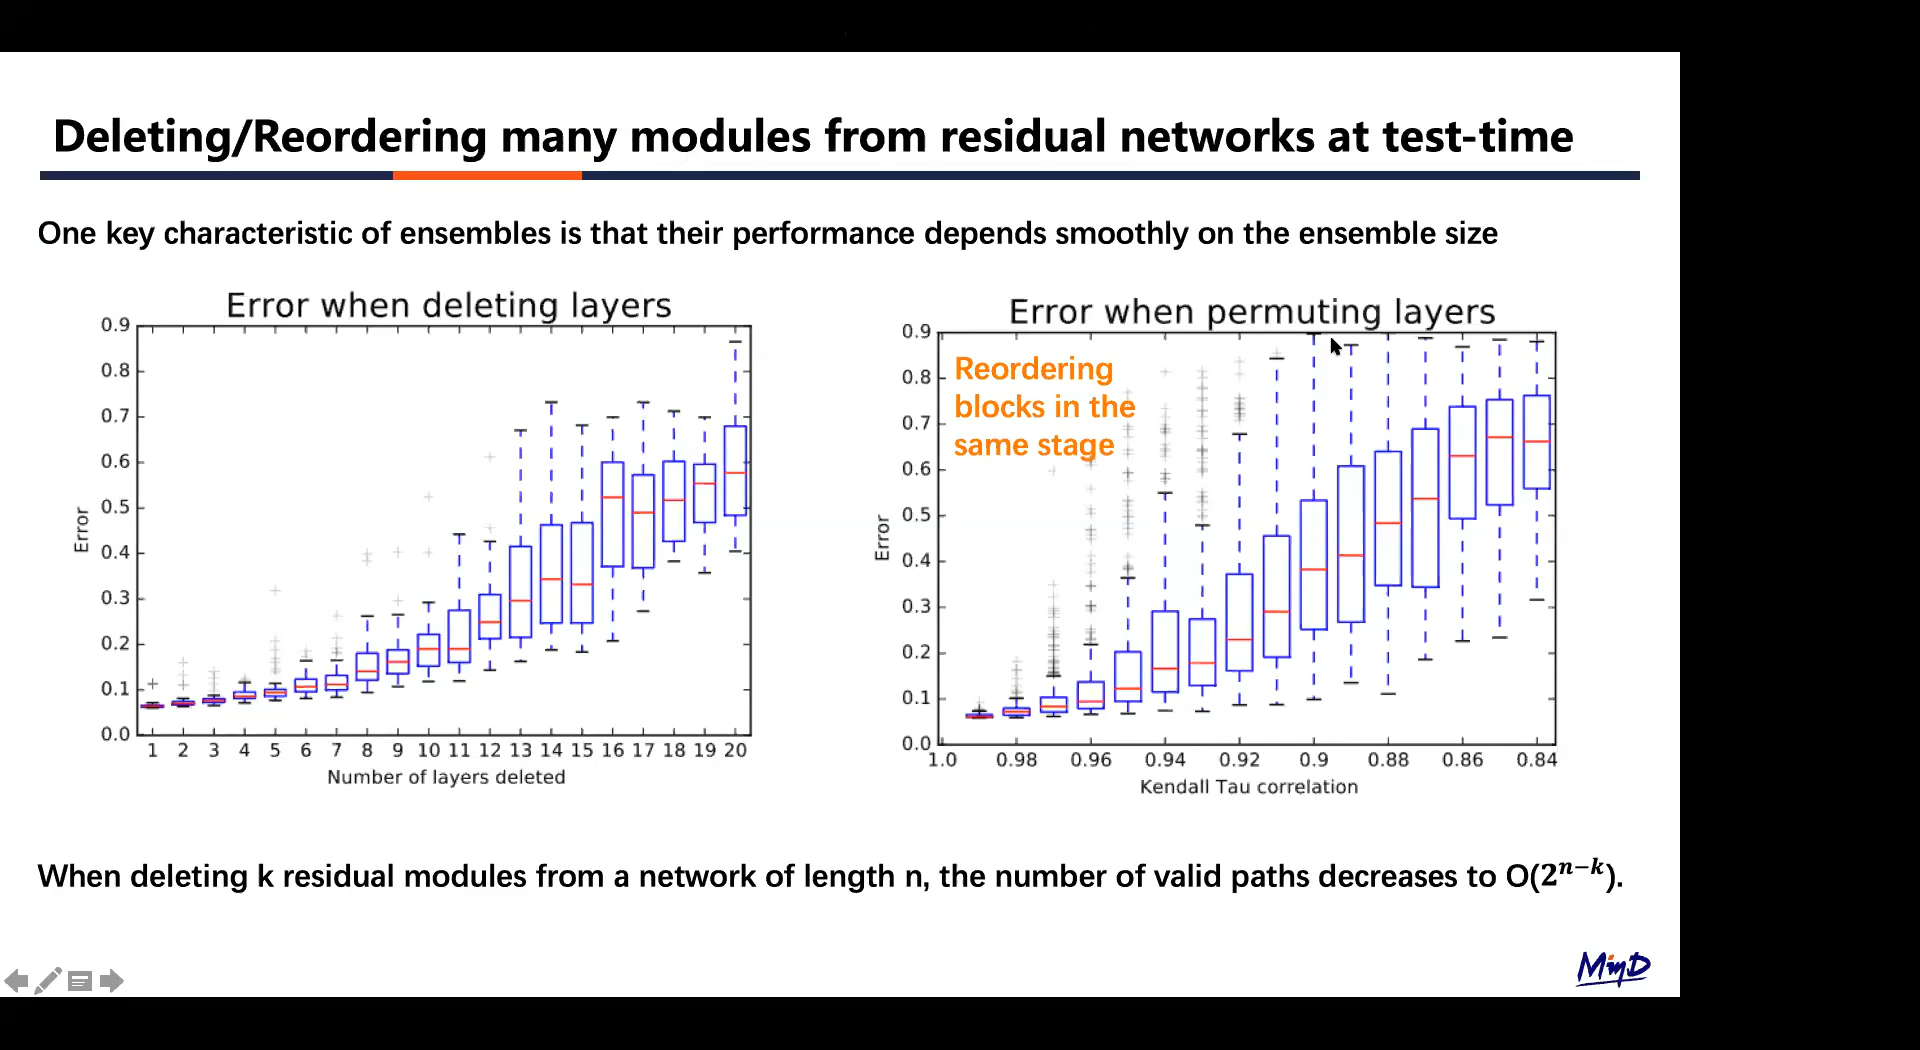 Deleting/Reordering many modules from residual networks at test-time
One key characteristic of ensembles is that their performance depends smoothly on the ensemble size
Error when deleting layers
0.9
0.8
0.7
0.6
0.5
0.4
0.3
0.2
0.1
0.0
Error
1 2 3 4 5 6 7 8 9 10 11 12 13 14 15 16 17 18 19 20
Number of layers deleted
Error when permuting layers
Reordering
blocks in the
same stage
0.9
0.8
0.7
0.6
0.5
0.4
0.3
0.2
0.1
0.0
Error
1.0 0.98 0.96 0.94 0.92 0.9 0.88 0.86 0.84
Kendall Tau correlation
When deleting k residual modules from a network of length n, the number of valid paths decreases to O(2ⁿ⁻ᵏ).
MinD